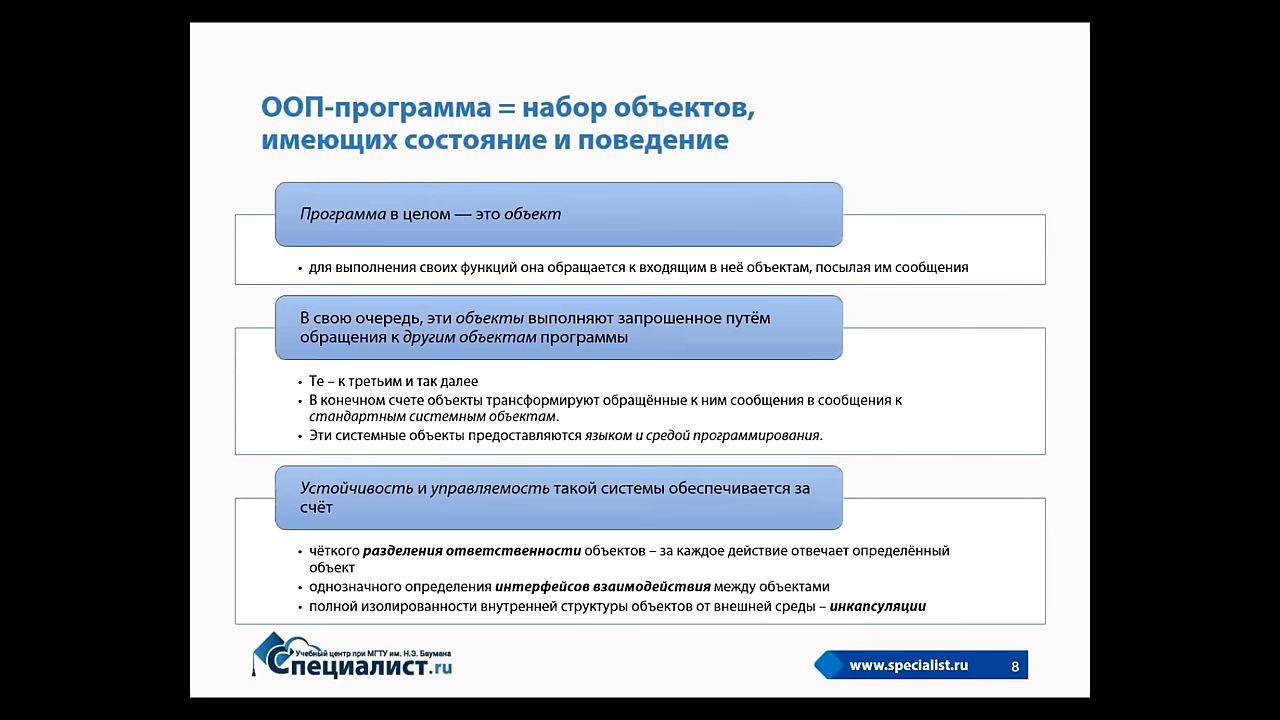 ООП-программа = набор объектов,
имеющих состояние и поведение
Программа в целом — это объект
• для выполнения своих функций она обращается к входящим в неё объектам, посылая им сообщения
В свою очередь, эти объекты выполняют запрошенное путём
обращения к другим объектам программы
• Те – к третьим и так далее
• В конечном счете объекты трансформируют обращённые к ним сообщения в сообщения к
стандартным системным объектам.
• Эти системные объекты предоставляются языком и средой программирования.
Устойчивость и управляемость такой системы обеспечивается за
счёт
• чёткого разделения ответственности объектов – за каждое действие отвечает определённый
объект
• однозначного определения интерфейсов взаимодействия между объектами
• полной изолированности внутренней структуры объектов от внешней среды – инкапсуляции
Учебный центр при МГТУ им. Н.Э. Баумана
Специалист.ru
www.specialist.ru 8